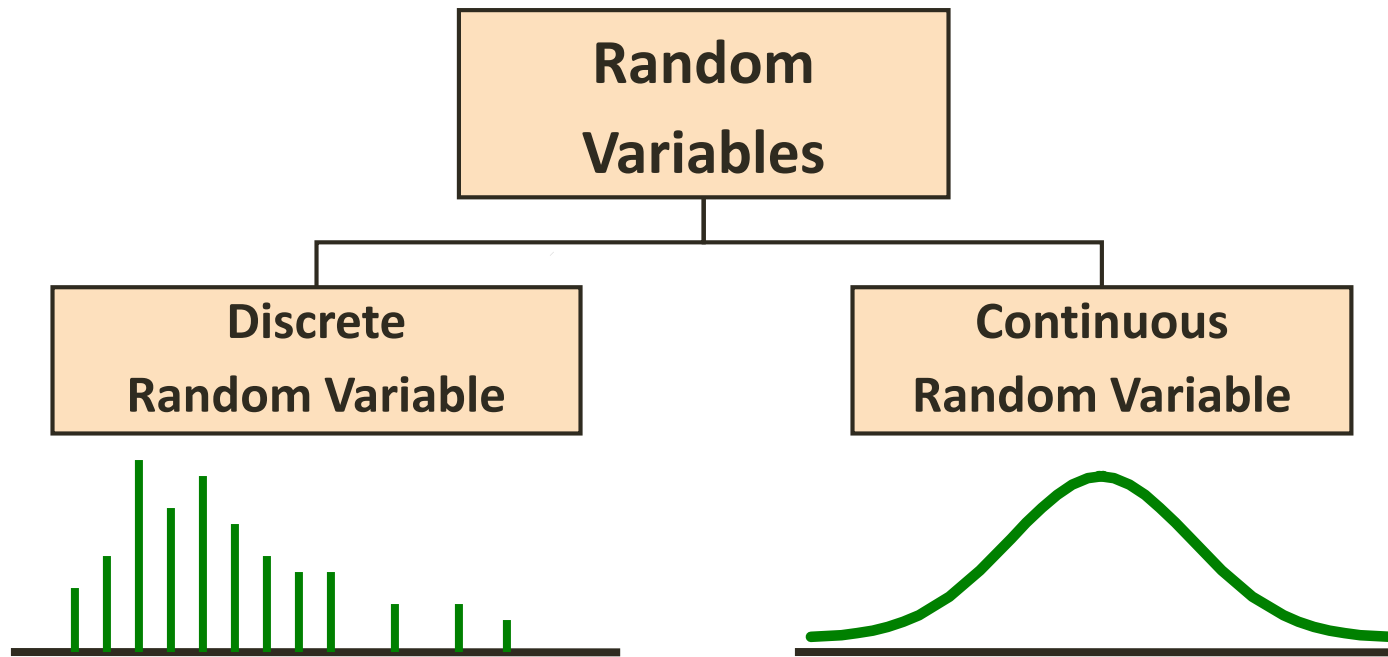 Random
Variables
Discrete
Random Variable
Continuous
Random Variable